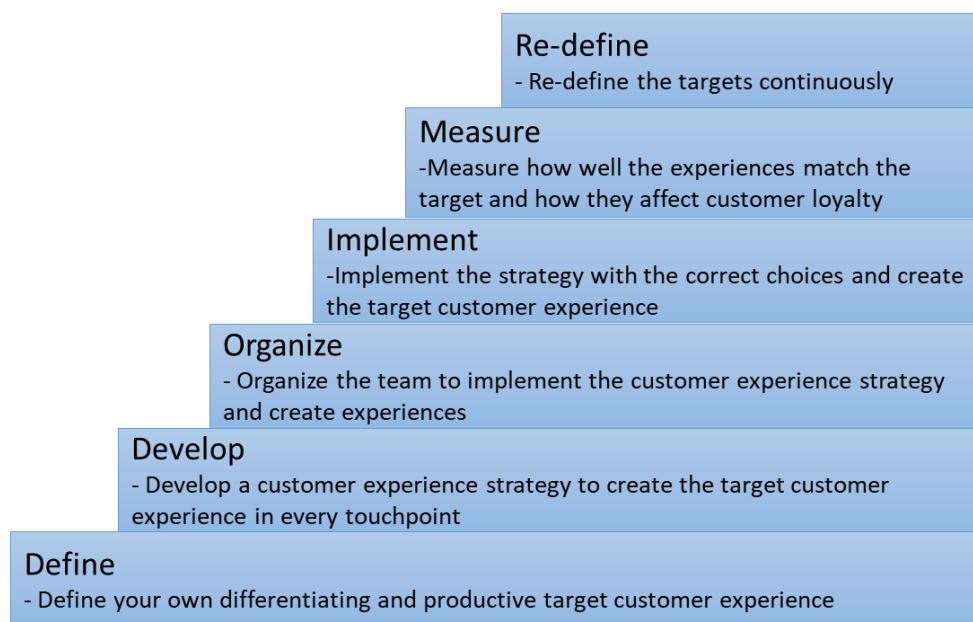 Re-define
- Re-define the targets continuously
Measure
-Measure how well the experiences match the
target and how they affect customer loyalty
Implement
-Implement the strategy with the correct choices and create
the target customer experience
Organize
- Organize the team to implement the customer experience strategy
and create experiences
Develop
- Develop a customer experience strategy to create the target customer
experience in every touchpoint
Define
- Define your own differentiating and productive target customer experience